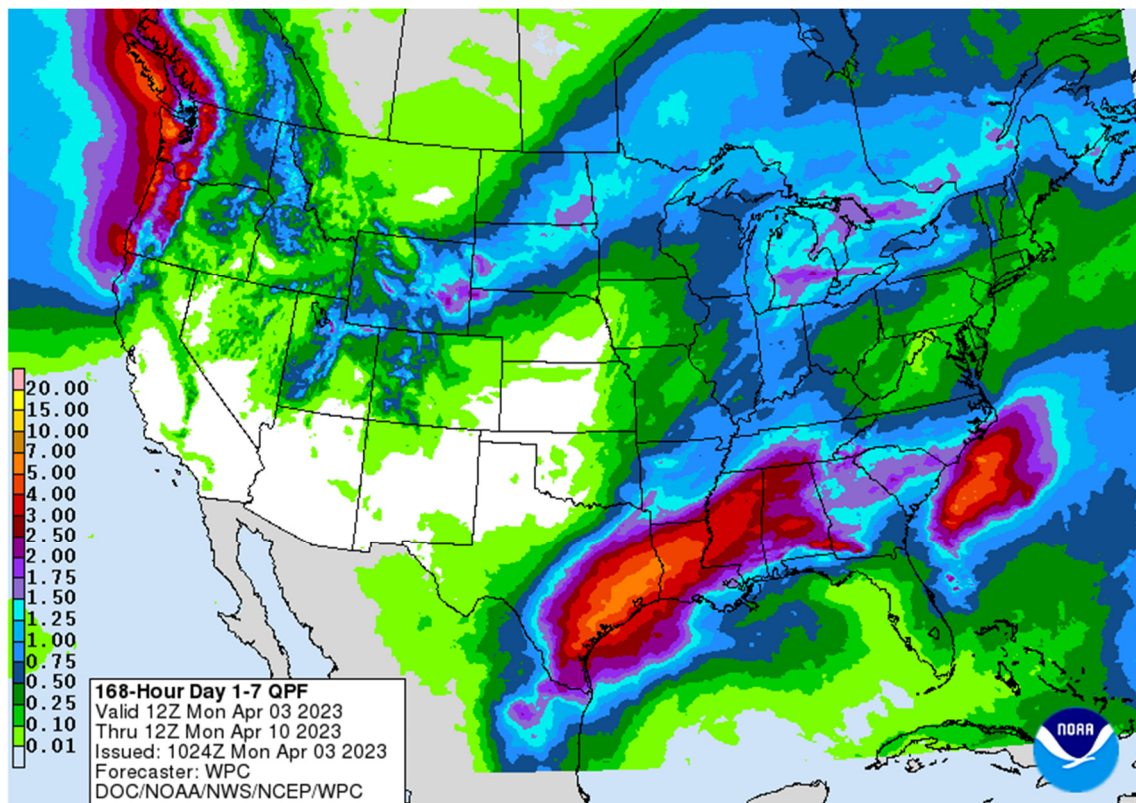 20.00
15.00
10.00
7.00
5.00
4.00
3.00
2.50
2.00
1.75
1.50
1.25
1.00
0.75
0.50
0.25
0.10
0.01
168-Hour Day 1-7 QPF
Valid 12Z Mon Apr 03 2023
Thru 12Z Mon Apr 10 2023
Issued: 1024Z Mon Apr 03 2023
Forecaster: WPC
DOC/NOAA/NWS/NCEP/WPC
NOAA